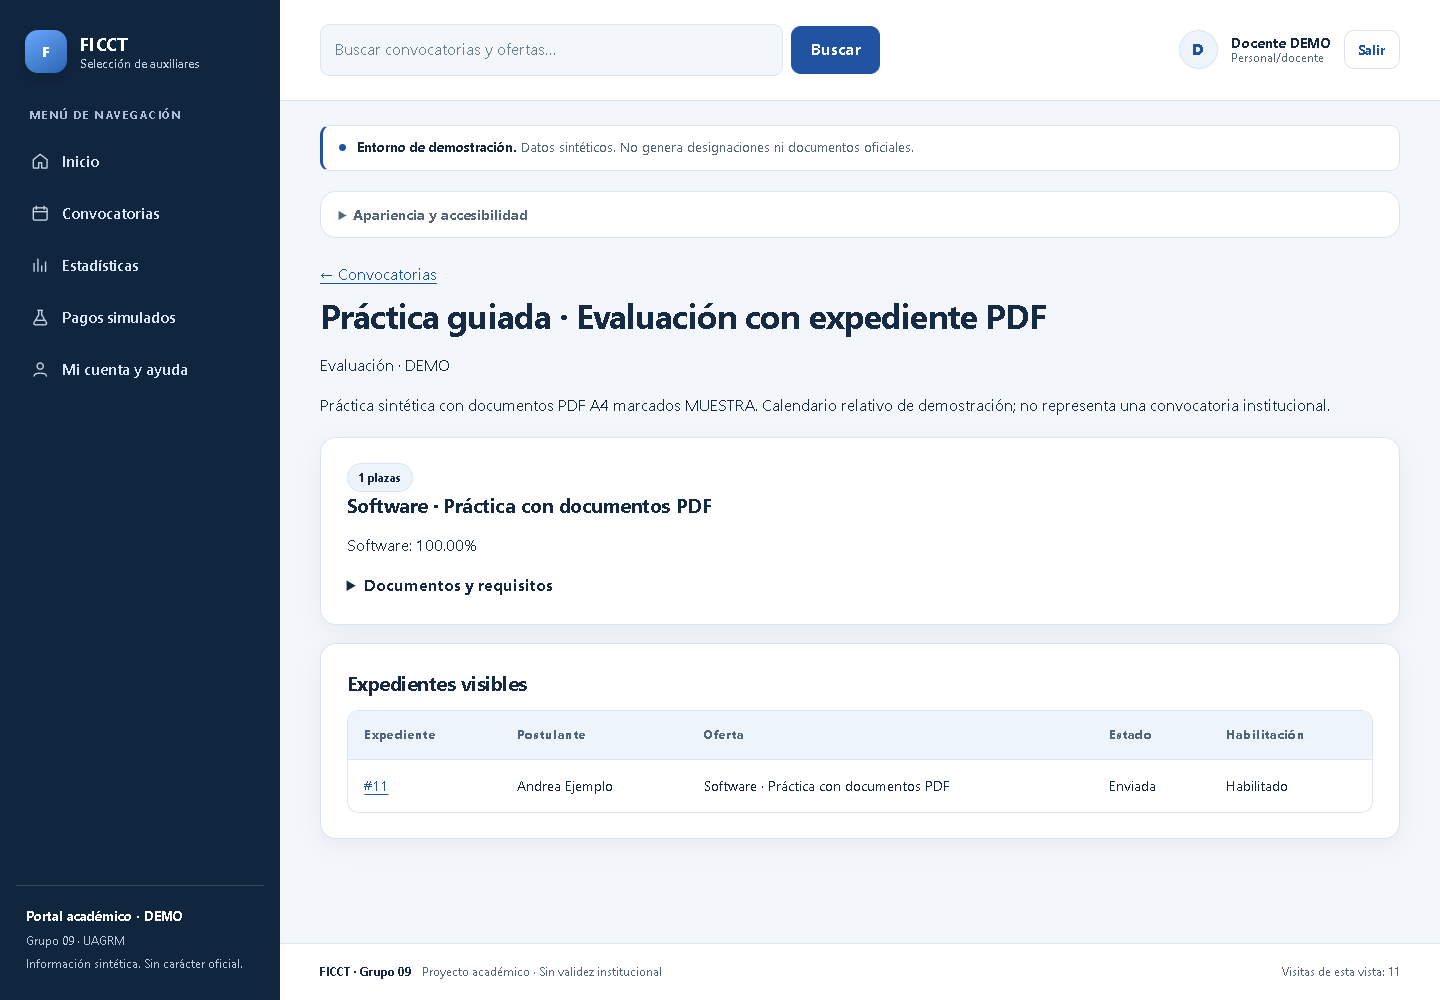 F
FICCT
Selección de auxiliares
MENÚ DE NAVEGACIÓN
Inicio
Convocatorias
Estadísticas
Pagos simulados
Mi cuenta y ayuda
Portal académico · DEMO
Grupo 09 · UAGRM
Información sintética. Sin carácter oficial.
Buscar convocatorias y ofertas...
Buscar
D
Docente DEMO
Personal/docente
Salir
Entorno de demostración. Datos sintéticos. No genera designaciones ni documentos oficiales.
▶ Apariencia y accesibilidad
← Convocatorias
Práctica guiada · Evaluación con expediente PDF
Evaluación · DEMO
Práctica sintética con documentos PDF A4 marcados MUESTRA. Calendario relativo de demostración; no representa una convocatoria institucional.
1 plazas
Software · Práctica con documentos PDF
Software: 100.00%
▶ Documentos y requisitos
Expedientes visibles
Expediente Postulante Oferta Estado Habilitación
#11 Andrea Ejemplo Software · Práctica con documentos PDF Enviada Habilitado
FICCT · Grupo 09 Proyecto académico · Sin validez institucional
Visitas de esta vista: 11